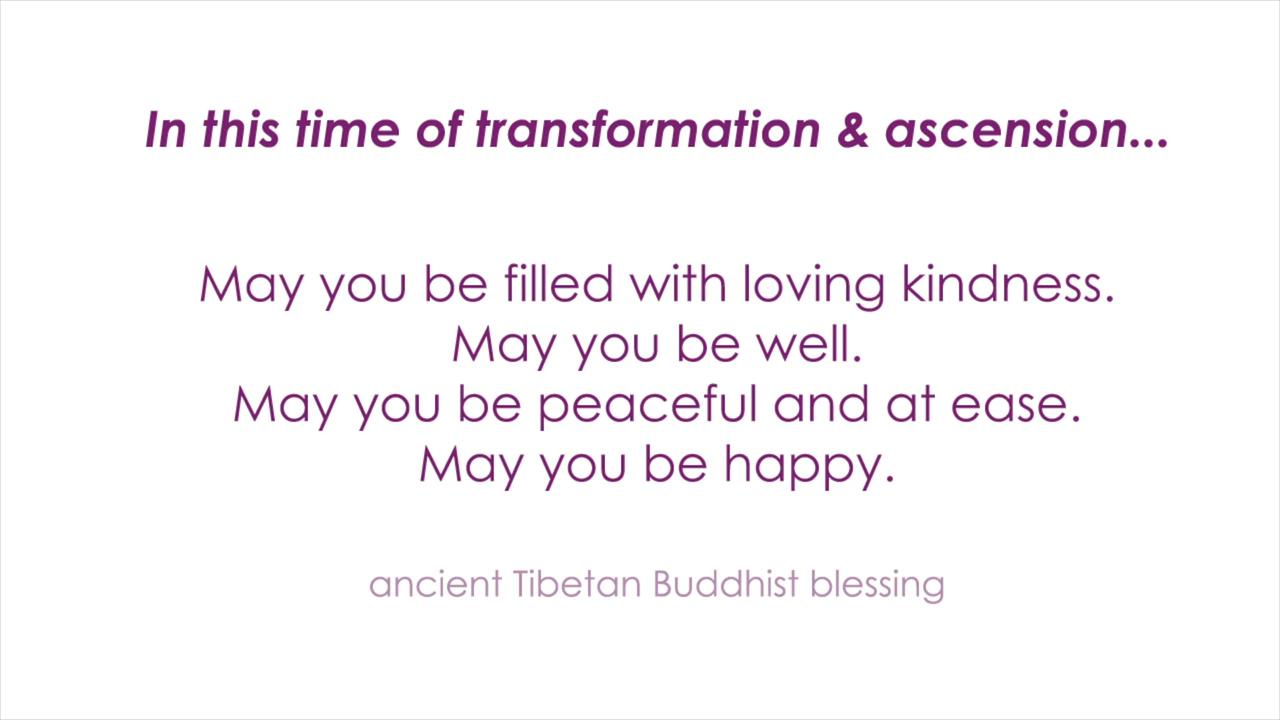 In this time of transformation & ascension...
May you be filled with loving kindness.
May you be well.
May you be peaceful and at ease.
May you be happy.
ancient Tibetan Buddhist blessing